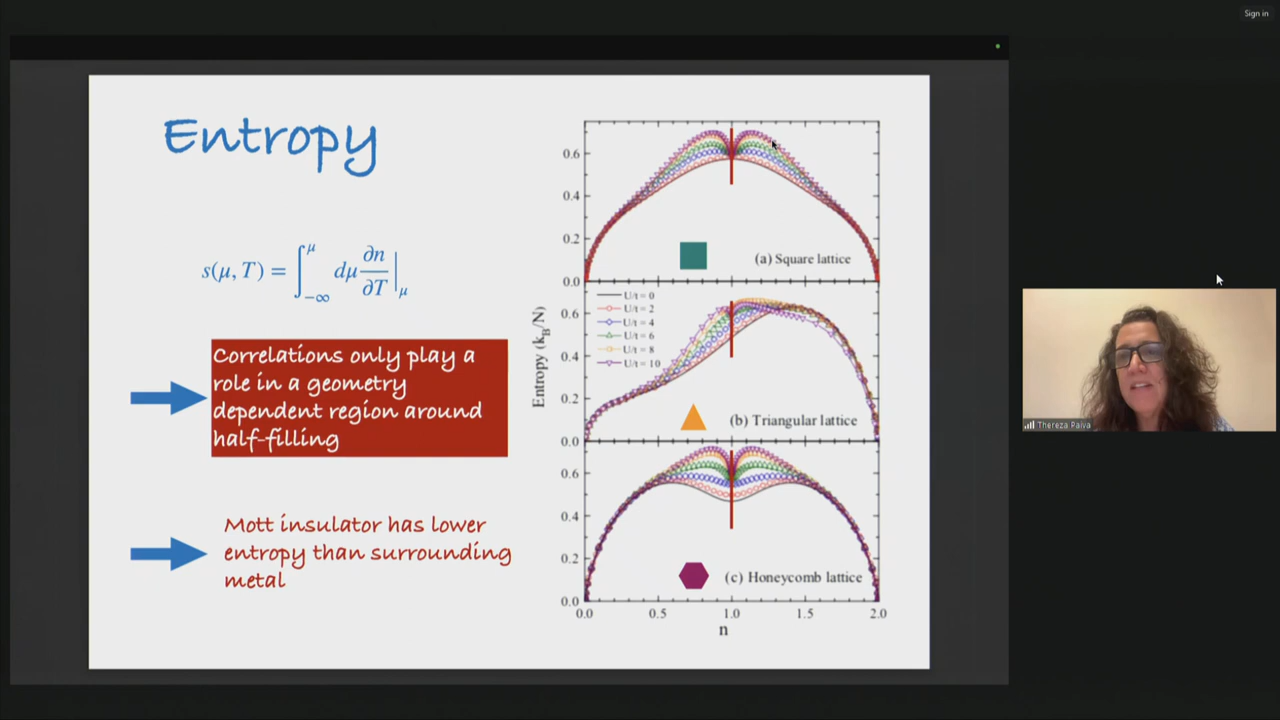 Sign in
Entropy
s(μ, T) = ∫_{-∞}^{μ} dμ ∂n/∂T |_μ
Correlations only play a
role in a geometry
dependent region around
half-filling
Mott insulator has lower
entropy than surrounding
metal
Entropy (k_B/N)
0.6
0.4
0.2
0.0
(a) Square lattice
U/t = 0
U/t = 2
U/t = 4
U/t = 6
U/t = 8
U/t = 10
0.6
0.4
0.2
0.0
(b) Triangular lattice
0.6
0.4
0.2
0.0
(c) Honeycomb lattice
0.0 0.5 1.0 1.5 2.0
n
Thereza Paiva